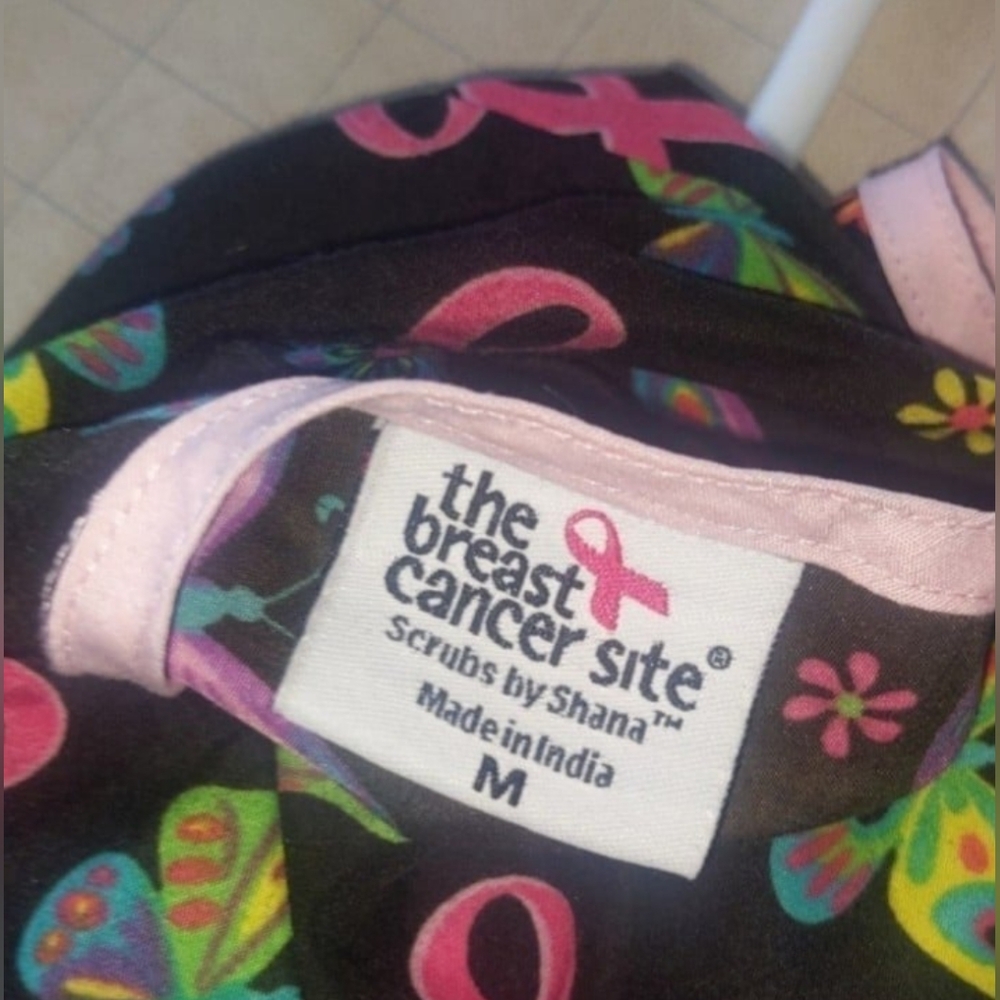 the
breast
cancer site®
Scrubs by Shana™
Made in India
M